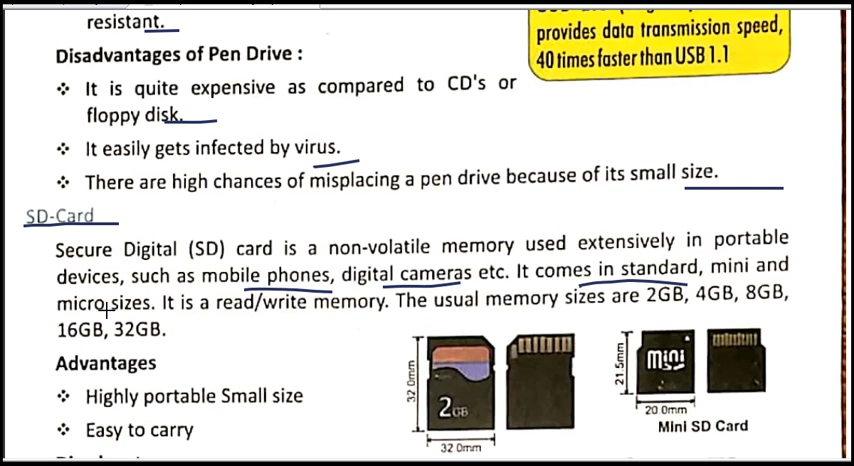 resistant.
provides data transmission speed,
40 times faster than USB 1.1
Disadvantages of Pen Drive :
❖ It is quite expensive as compared to CD's or
floppy disk.
❖ It easily gets infected by virus.
❖ There are high chances of misplacing a pen drive because of its small size.
SD-Card
Secure Digital (SD) card is a non-volatile memory used extensively in portable
devices, such as mobile phones, digital cameras etc. It comes in standard, mini and
micro sizes. It is a read/write memory. The usual memory sizes are 2GB, 4GB, 8GB,
16GB, 32GB.
Advantages
❖ Highly portable Small size
❖ Easy to carry
32.0mm
2GB
32.0mm
21.5mm
mini
20.0mm
Mini SD Card